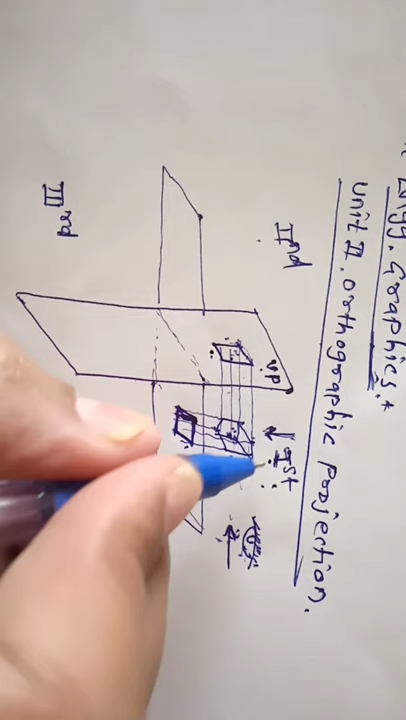 Engg. Graphics:
Unit II. Orthographic Projection.
IInd
IIIrd
VP
Ist